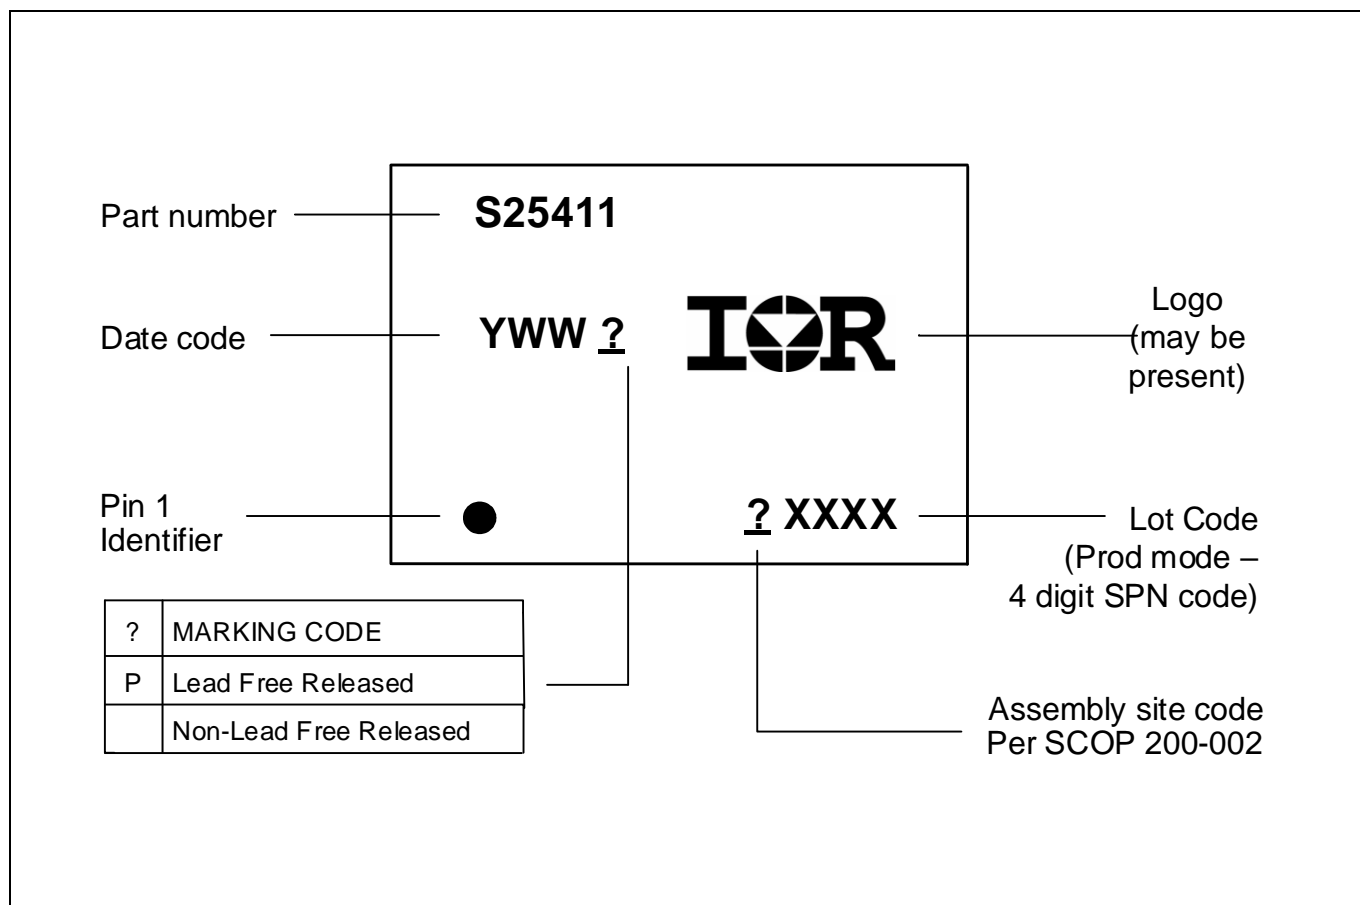 Part number
S25411
Date code
YWW ?
IOR
Logo
(may be
present)
Pin 1
Identifier
? XXXX
Lot Code
(Prod mode –
4 digit SPN code)
? MARKING CODE
P Lead Free Released
Non-Lead Free Released
Assembly site code
Per SCOP 200-002